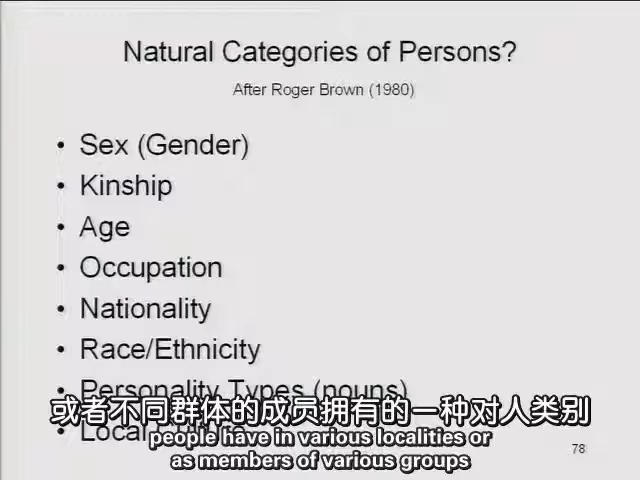 Natural Categories of Persons?
After Roger Brown (1980)
• Sex (Gender)
• Kinship
• Age
• Occupation
• Nationality
• Race/Ethnicity
• Personality Types (nouns)
• Local
或者不同群体的成员拥有的一种对人类别
people have in various localities or
as members of various groups
78